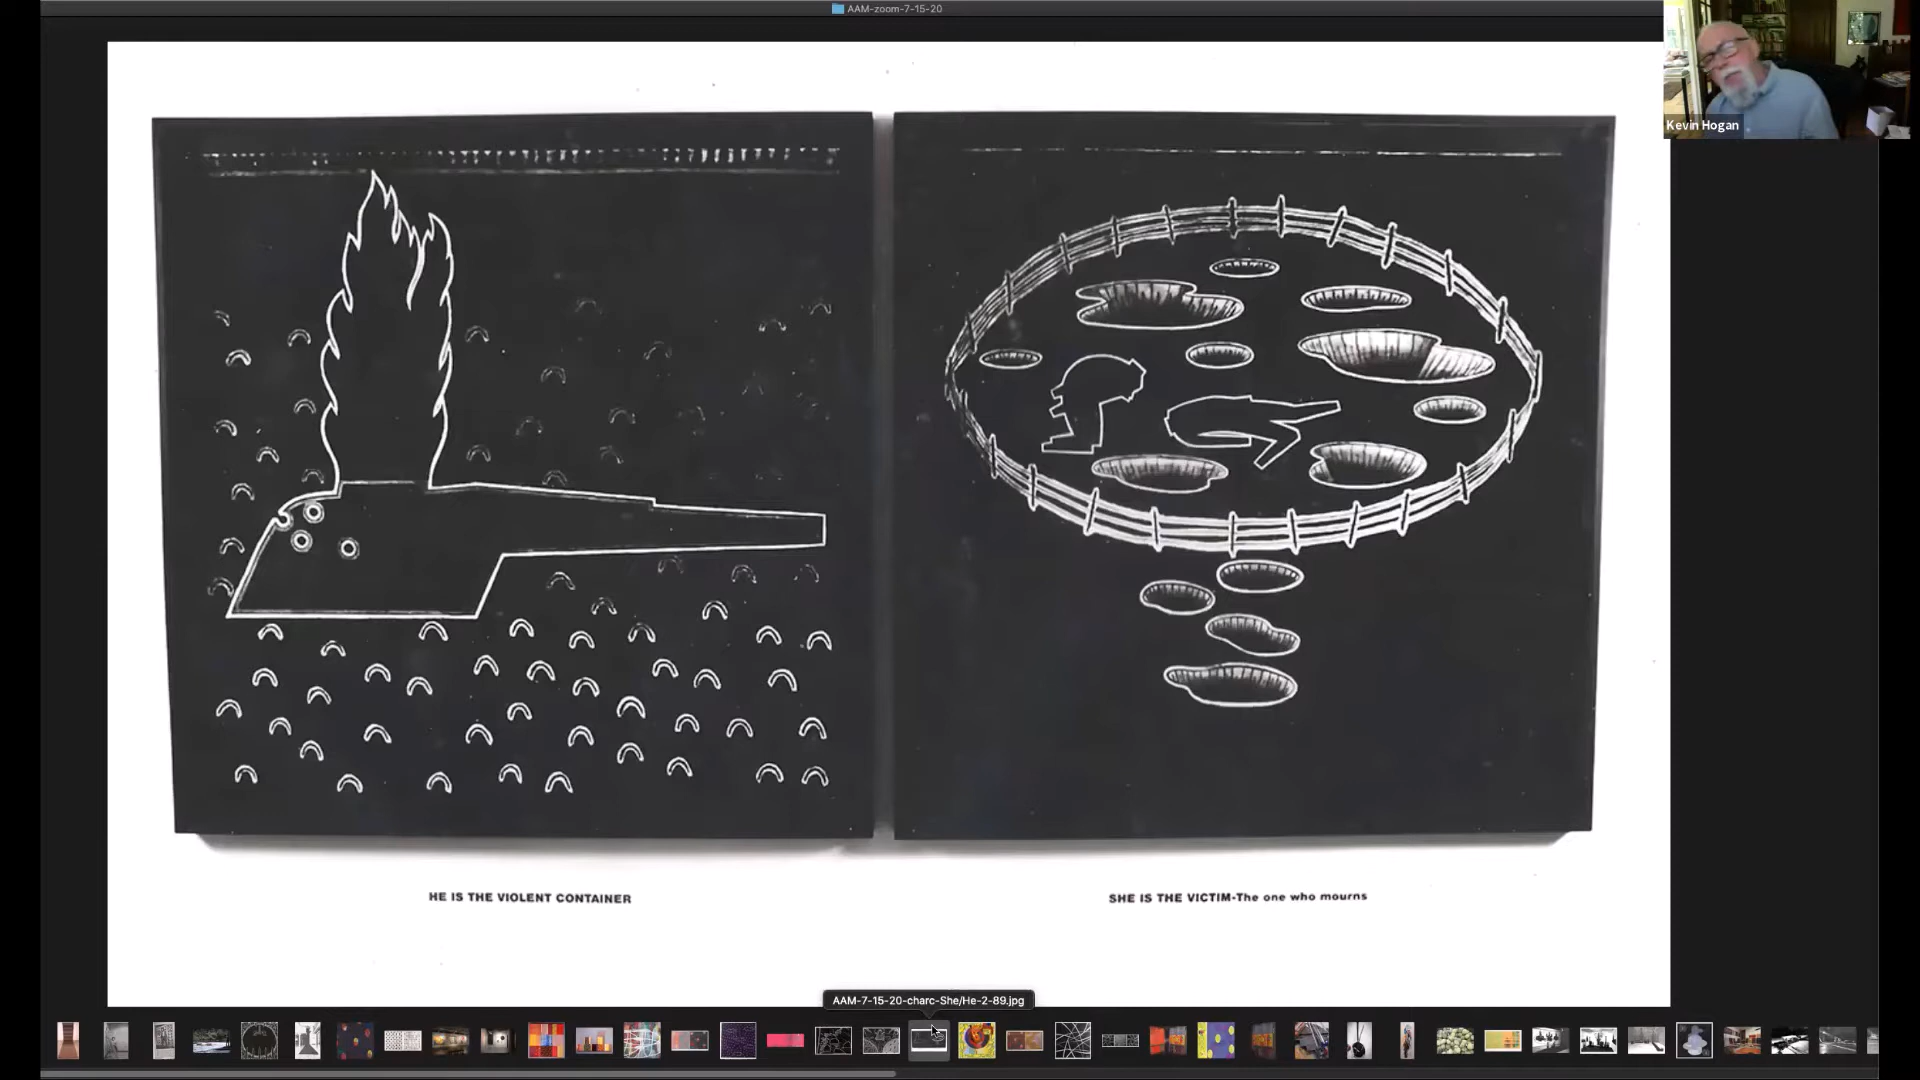 AAM-zoom-7-15-20
Kevin Hogan
HE IS THE VIOLENT CONTAINER
SHE IS THE VICTIM-The one who mourns
AAM-7-15-20-charc-She/He-2-89.jpg